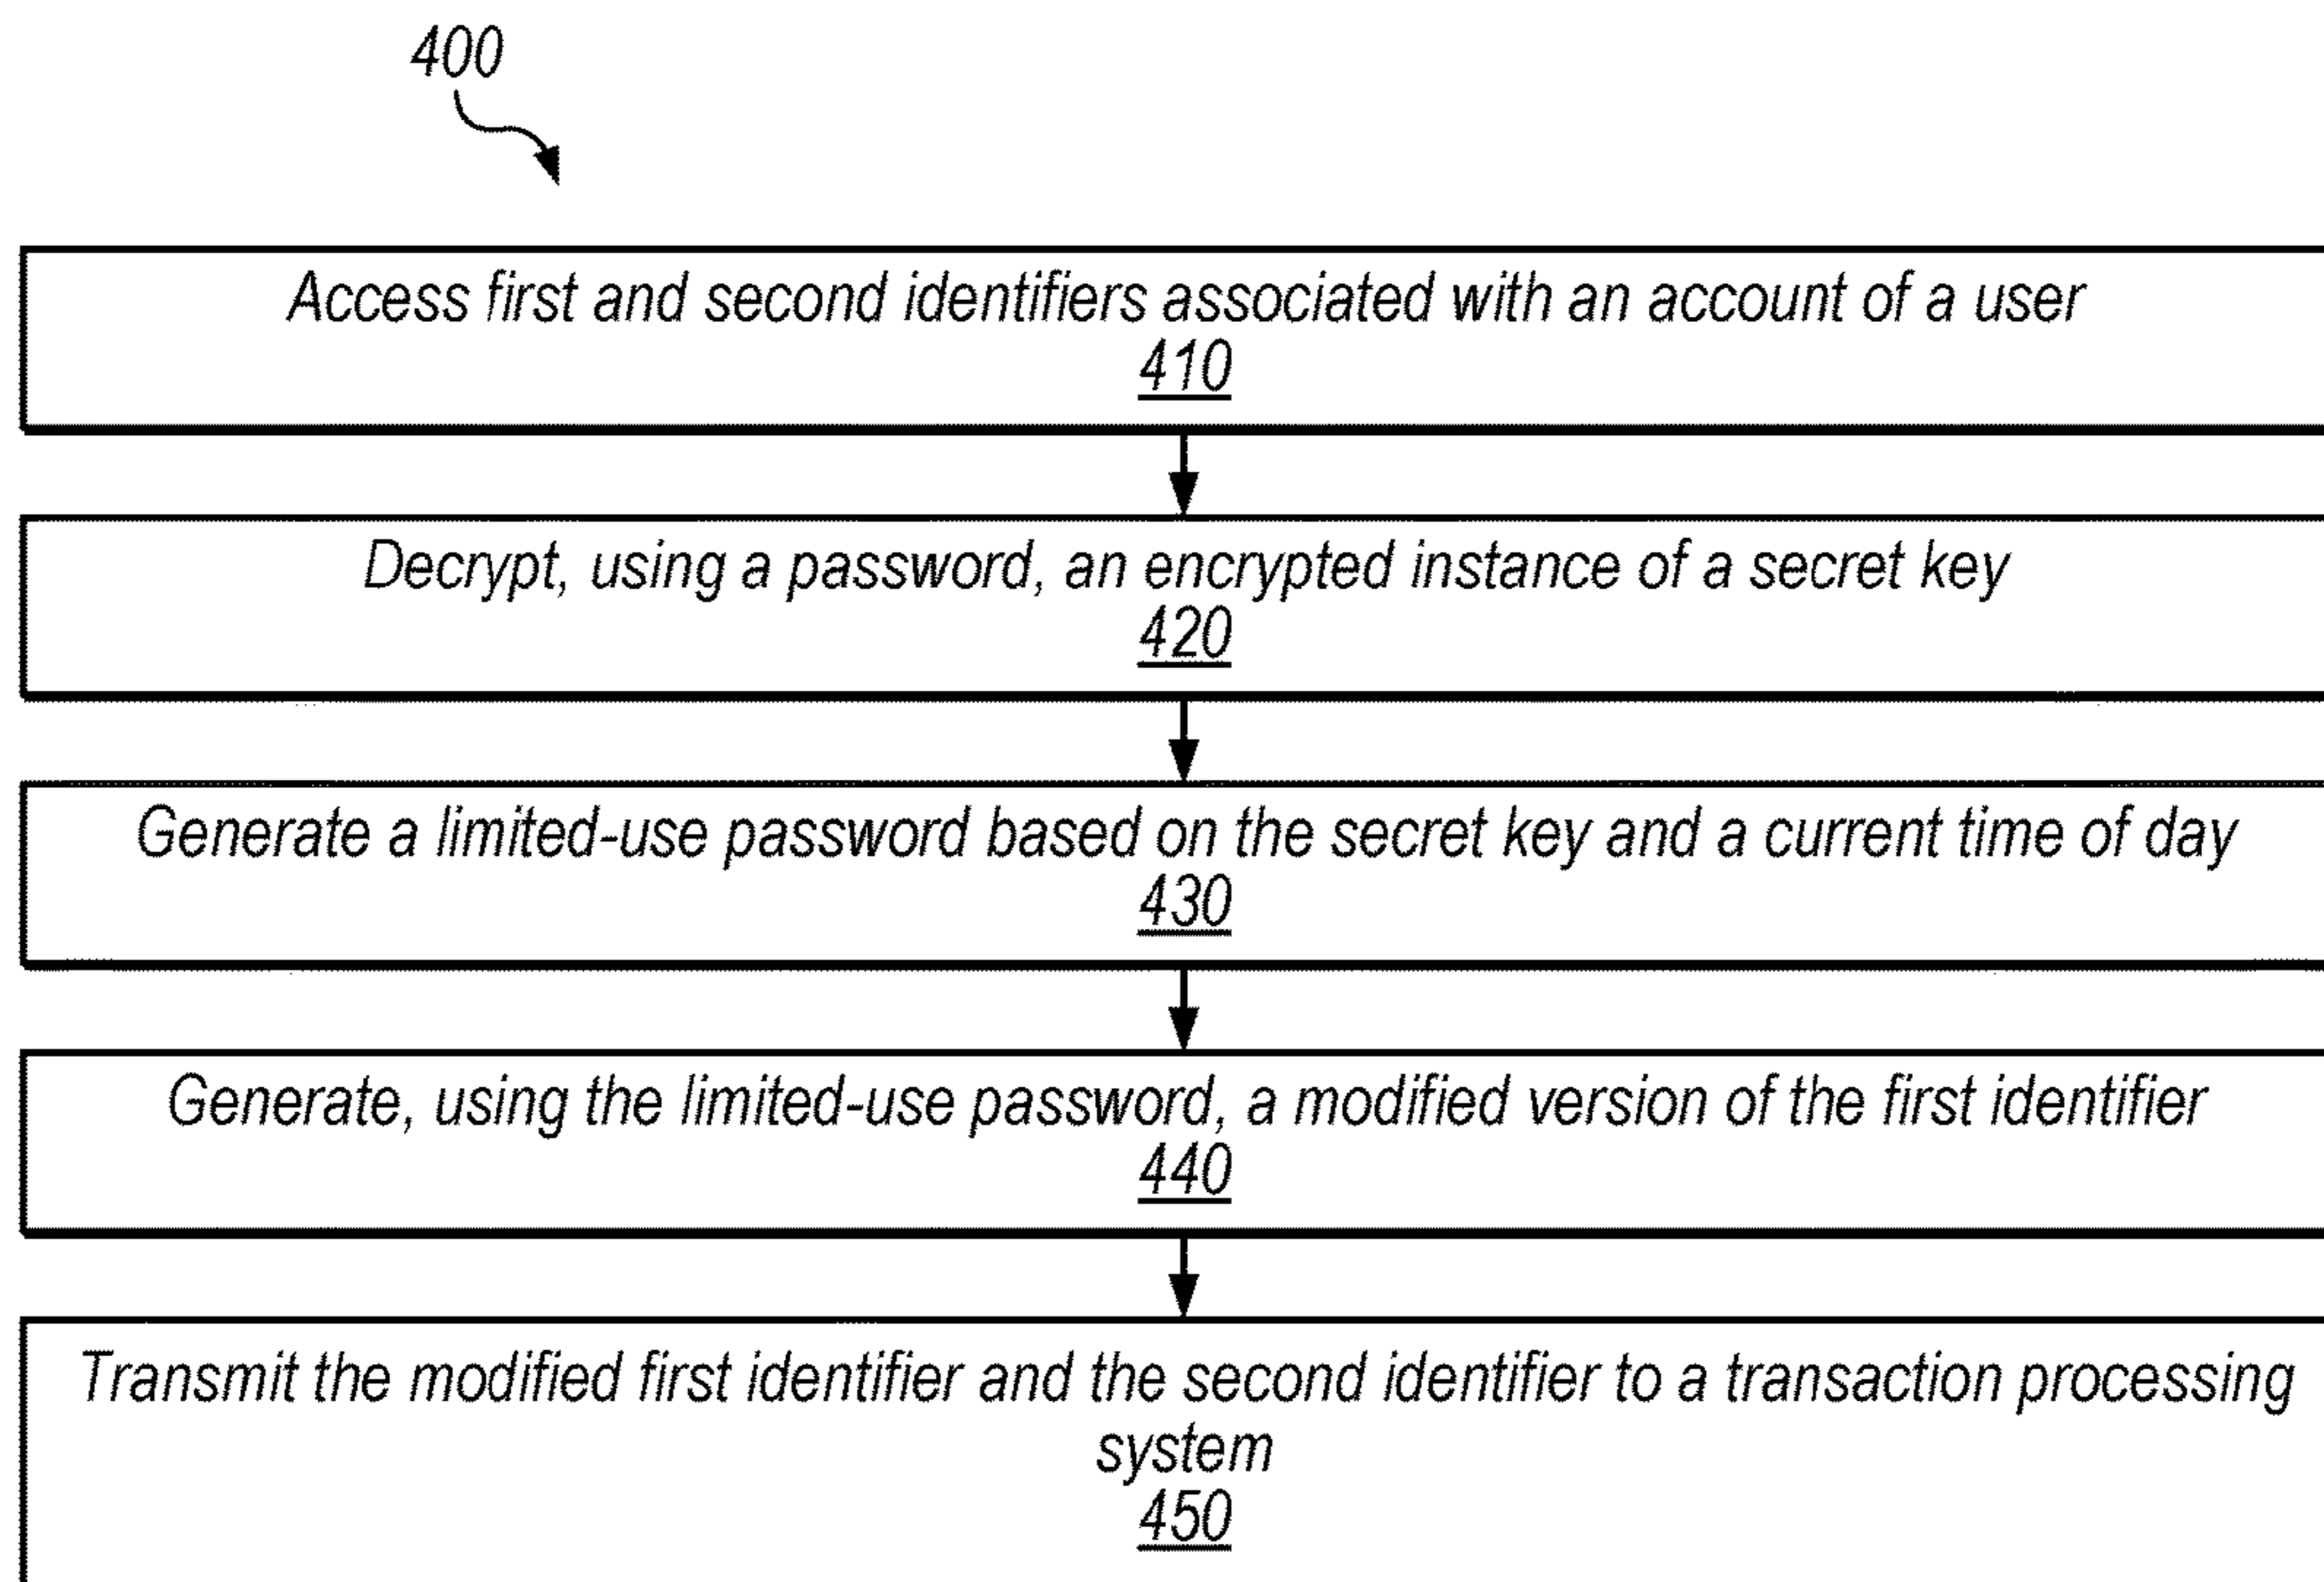 400
Access first and second identifiers associated with an account of a user
410
Decrypt, using a password, an encrypted instance of a secret key
420
Generate a limited-use password based on the secret key and a current time of day
430
Generate, using the limited-use password, a modified version of the first identifier
440
Transmit the modified first identifier and the second identifier to a transaction processing
system
450